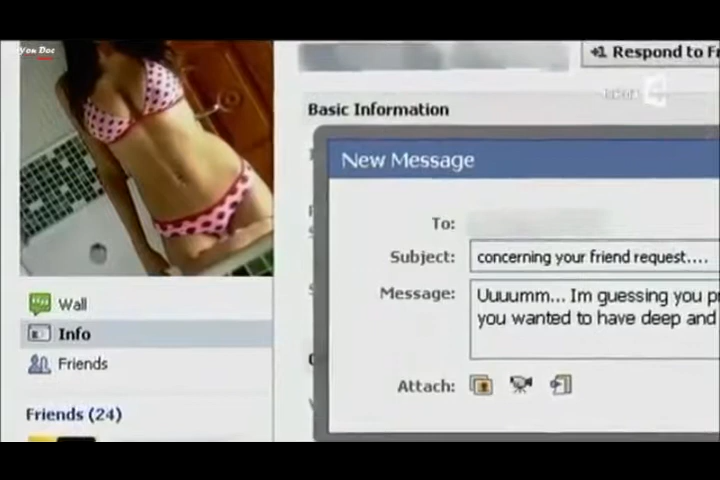 You Doc
+1 Respond to Fr
Basic Information
New Message
To:
Subject: concerning your friend request....
Message: Uuuumm... Im guessing you p
you wanted to have deep and
Attach:
Wall
Info
Friends
Friends (24)